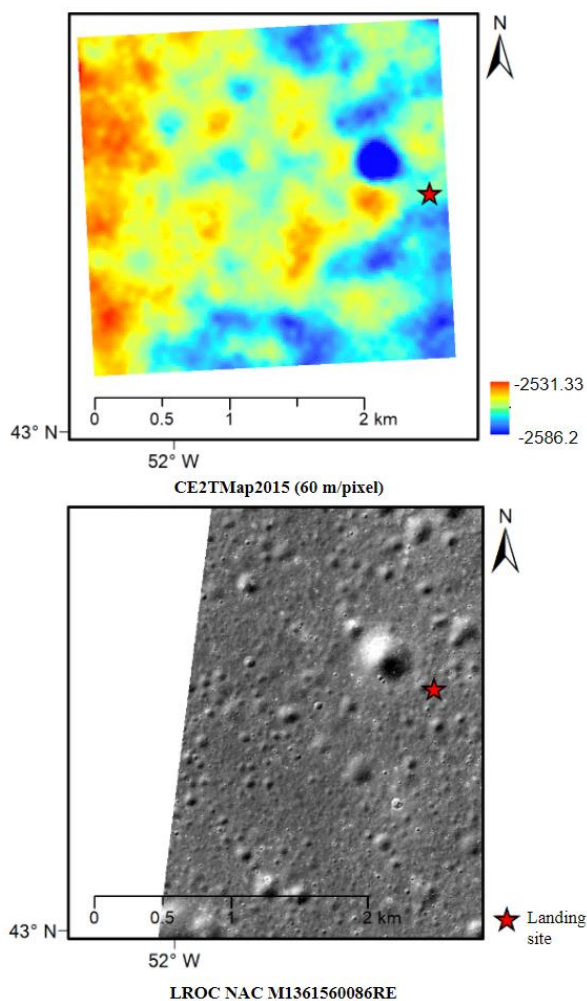 N
-2531.33
-2586.2
0 0.5 1 2 km
43° N
52° W
CE2TMap2015 (60 m/pixel)
N
0 0.5 1 2 km
Landing
site
43° N
52° W
LROC NAC M1361560086RE